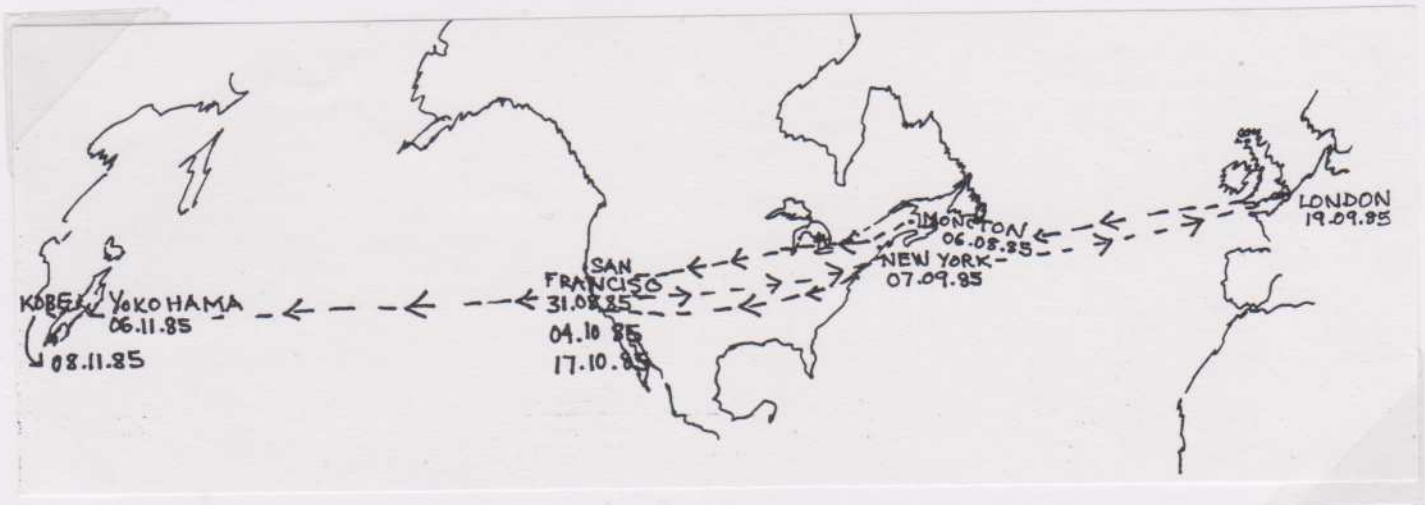 KOBE
YOKOHAMA
06.11.85
08.11.85
SAN
FRANCISO
31.08.85
04.10 85
17.10.85
MONCTON
06.08.85
NEW YORK
07.09.85
LONDON
19.09.85